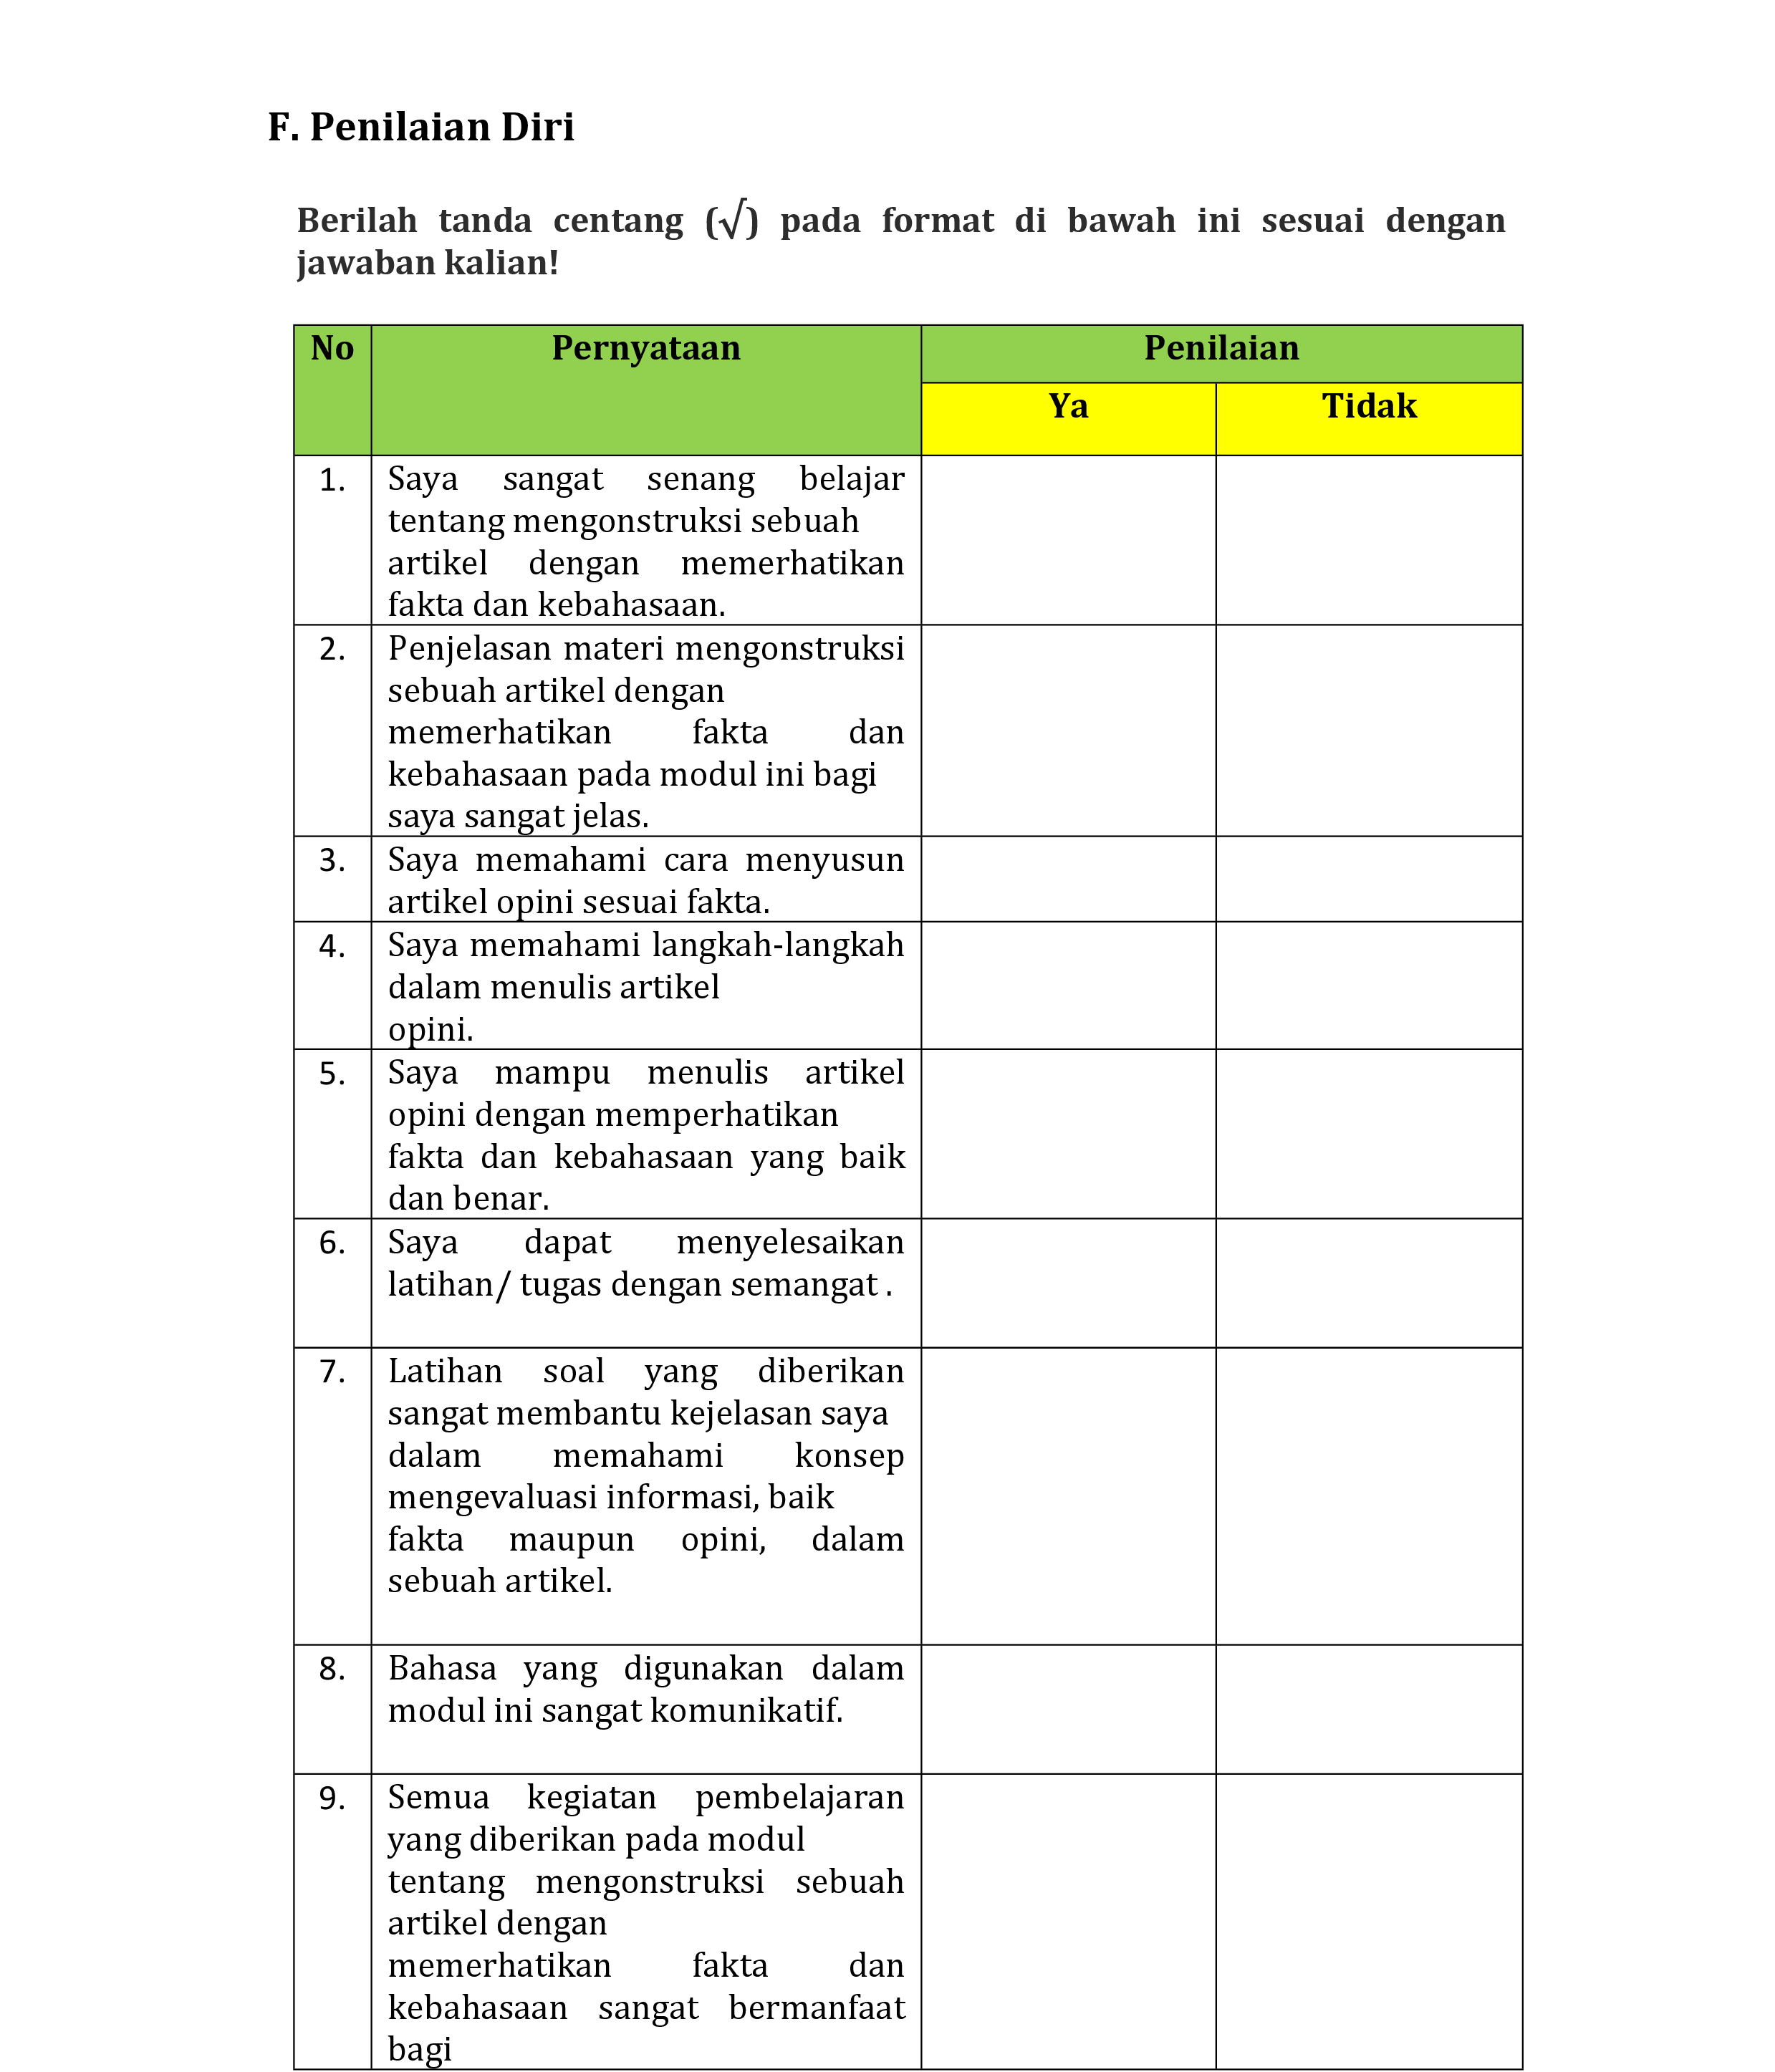 F. Penilaian Diri
Berilah tanda centang (√) pada format di bawah ini sesuai dengan
jawaban kalian!
No Pernyataan Penilaian
Ya Tidak
1. Saya sangat senang belajar
tentang mengonstruksi sebuah
artikel dengan memerhatikan
fakta dan kebahasaan.
2. Penjelasan materi mengonstruksi
sebuah artikel dengan
memerhatikan fakta dan
kebahasaan pada modul ini bagi
saya sangat jelas.
3. Saya memahami cara menyusun
artikel opini sesuai fakta.
4. Saya memahami langkah-langkah
dalam menulis artikel
opini.
5. Saya mampu menulis artikel
opini dengan memperhatikan
fakta dan kebahasaan yang baik
dan benar.
6. Saya dapat menyelesaikan
latihan/ tugas dengan semangat .
7. Latihan soal yang diberikan
sangat membantu kejelasan saya
dalam memahami konsep
mengevaluasi informasi, baik
fakta maupun opini, dalam
sebuah artikel.
8. Bahasa yang digunakan dalam
modul ini sangat komunikatif.
9. Semua kegiatan pembelajaran
yang diberikan pada modul
tentang mengonstruksi sebuah
artikel dengan
memerhatikan fakta dan
kebahasaan sangat bermanfaat
bagi